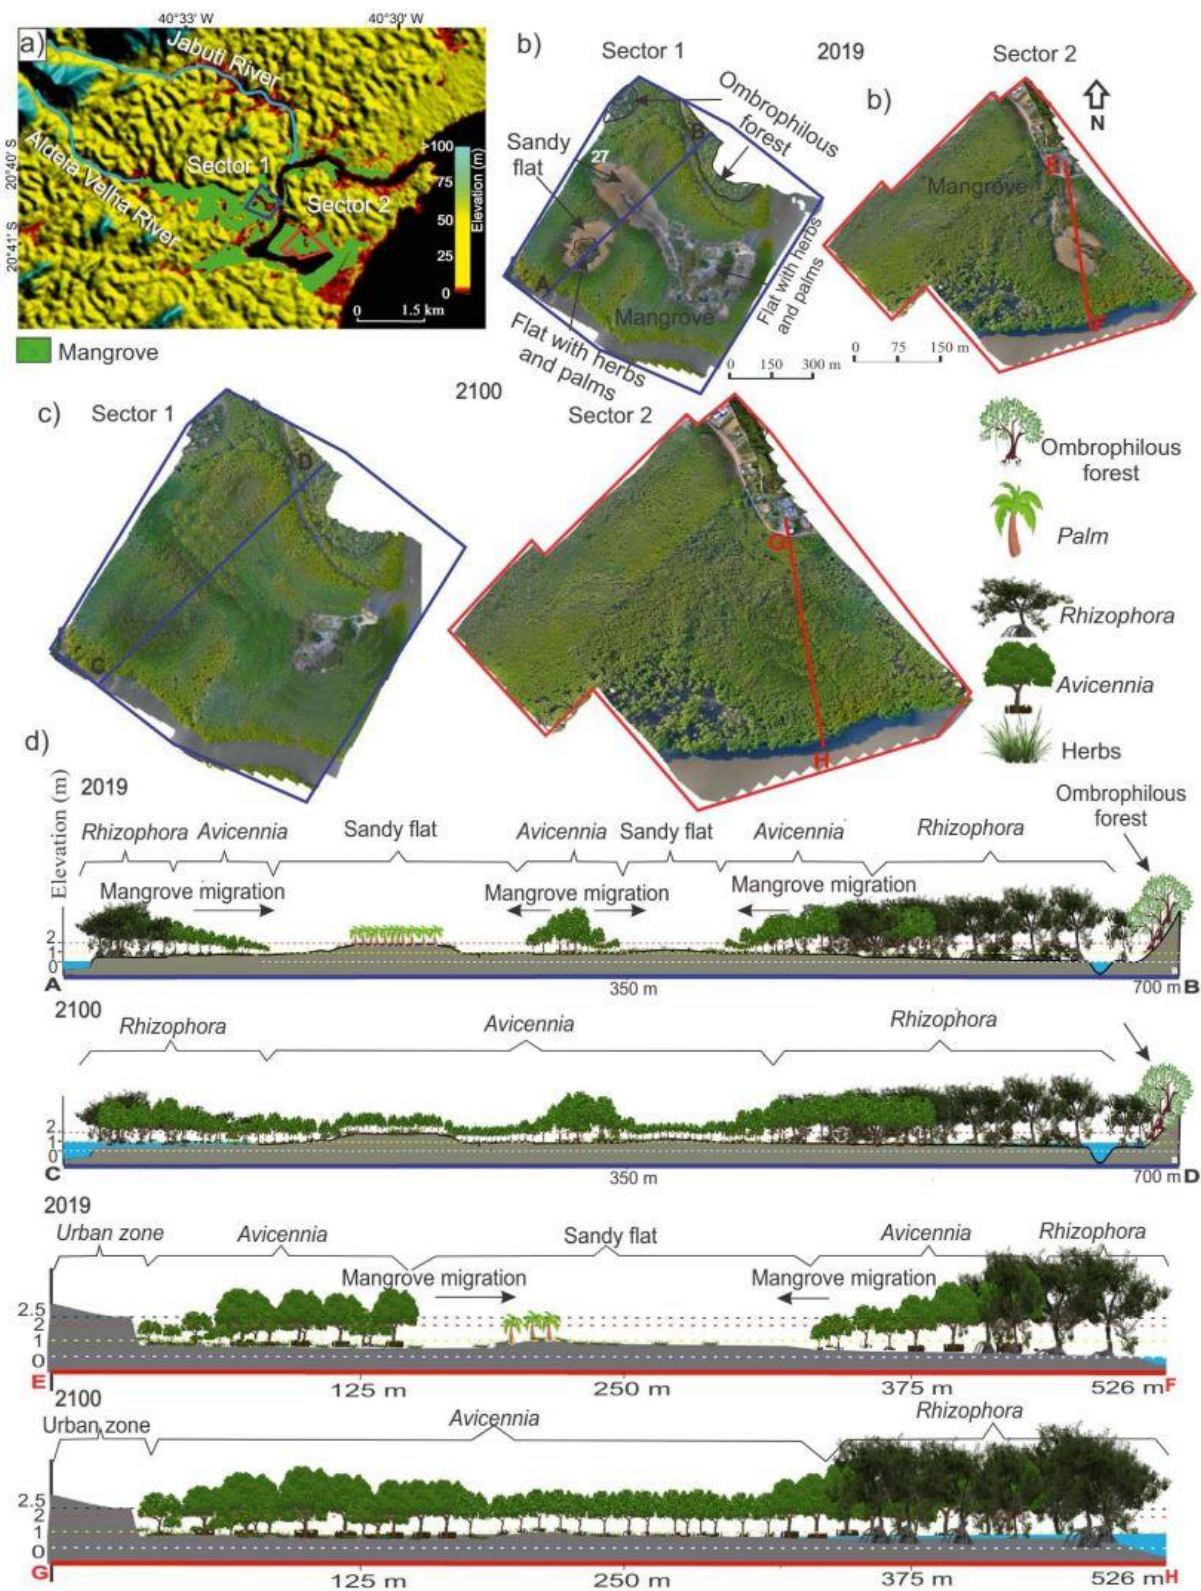 40°33' W
40°30' W
a)
Jabuti River
Aldeia Velha River
Sector 1
Sector 2
20°40' S
20°41' S
>100
75
50
25
0
Elevation (m)
0 1.5 km
Mangrove
2019
b) Sector 1
Ombrophilous
forest
Sandy
flat
27
B
A
Mangrove
Flat with herbs
and palms
Flat with herbs
and palms
0 150 300 m
b) Sector 2
N
Mangrove
E
F
0 75 150 m
2100
c) Sector 1
D
C
Sector 2
G
H
Ombrophilous
forest
Palm
Rhizophora
Avicennia
Herbs
d)
2019
Elevation (m)
Rhizophora Avicennia Sandy flat Avicennia Sandy flat Avicennia Rhizophora Ombrophilous
forest
Mangrove migration Mangrove migration Mangrove migration
2
1
0
A 350 m 700 m B
2100
Rhizophora Avicennia Rhizophora
2
1
0
C 350 m 700 m D
2019
Urban zone Avicennia Sandy flat Avicennia Rhizophora
Mangrove migration Mangrove migration
2.5
2
1
0
E 125 m 250 m 375 m 526 m F
2100
Urban zone Avicennia Rhizophora
2.5
2
1
0
G 125 m 250 m 375 m 526 m H